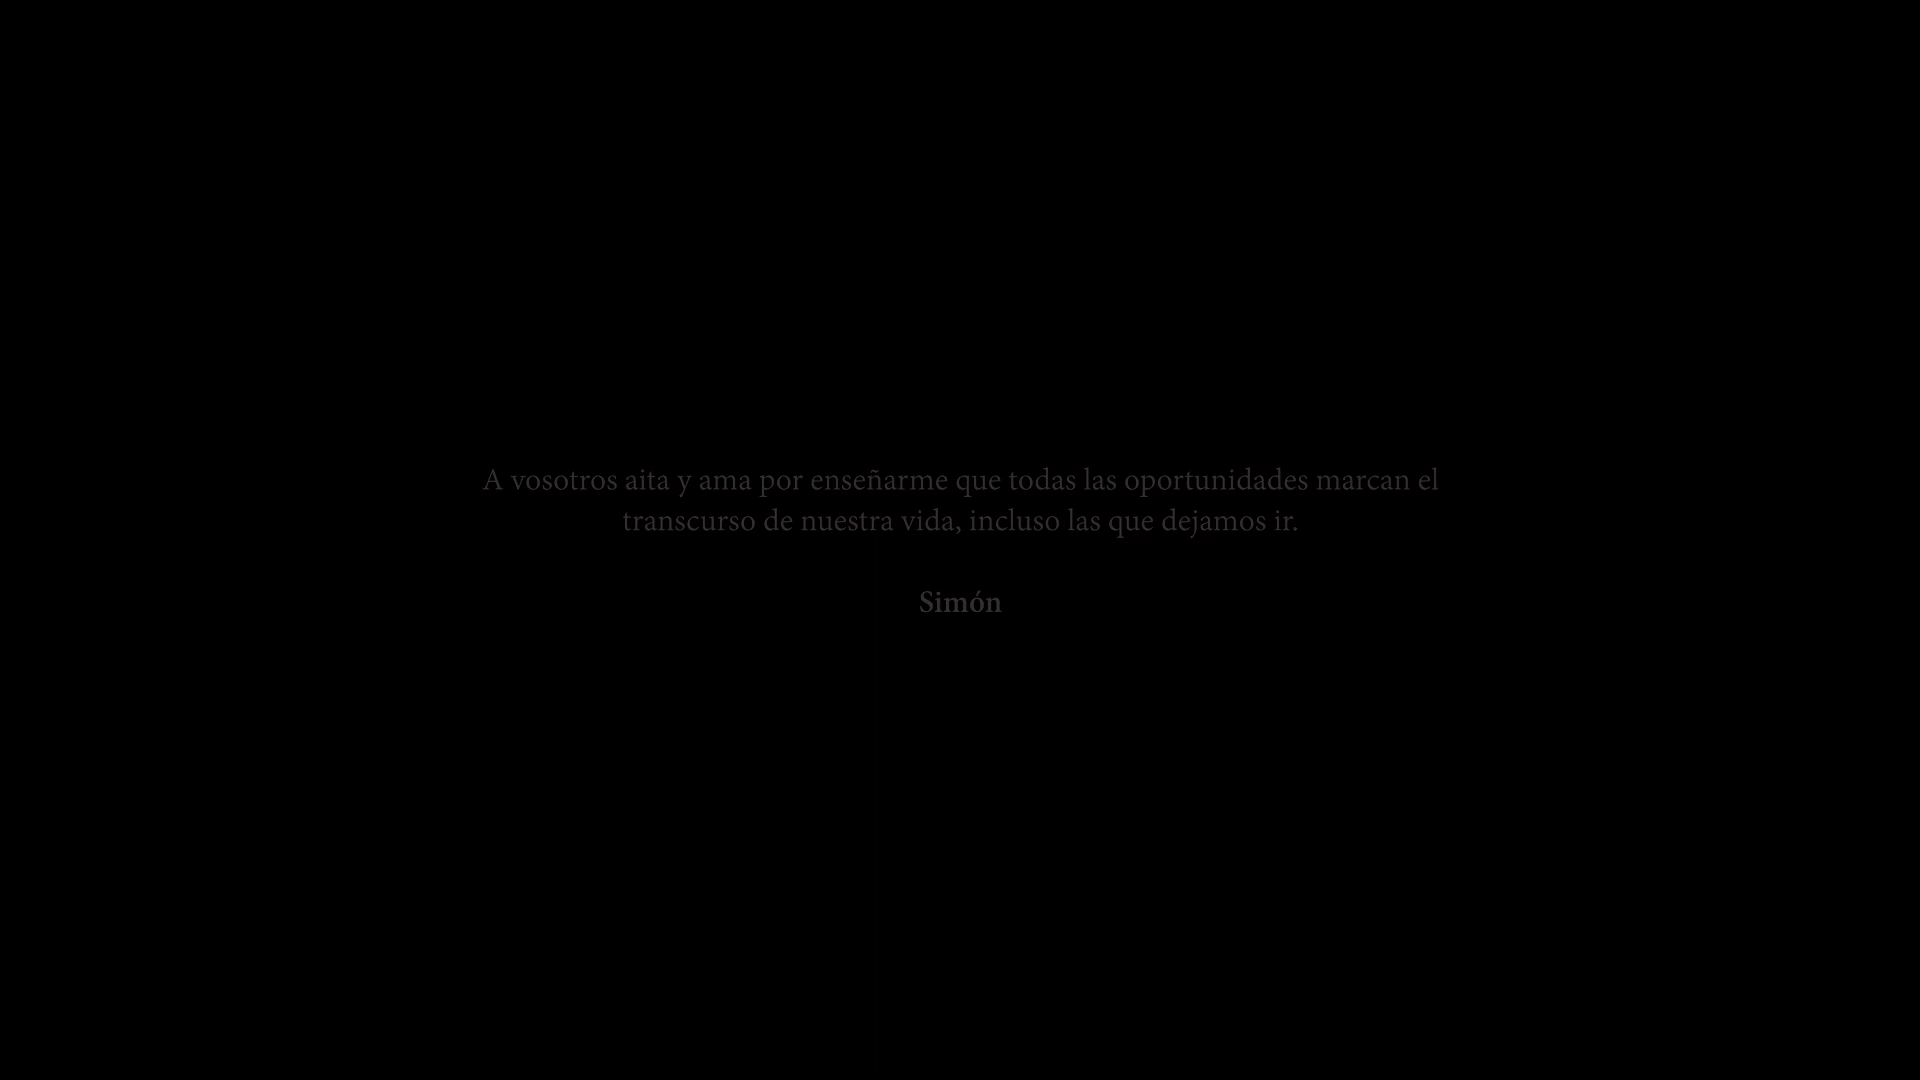 A vosotros aita y ama por enseñarme que todas las oportunidades marcan el
transcurso de nuestra vida, incluso las que dejamos ir.
Simón